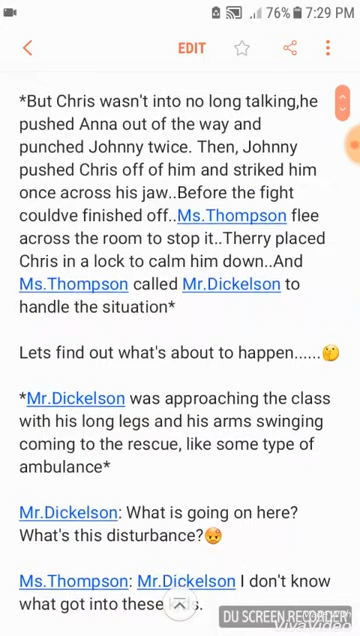 76% 7:29 PM
EDIT
*But Chris wasn't into no long talking,he
pushed Anna out of the way and
punched Johnny twice. Then, Johnny
pushed Chris off of him and striked him
once across his jaw..Before the fight
couldve finished off..Ms.Thompson flee
across the room to stop it..Therry placed
Chris in a lock to calm him down..And
Ms.Thompson called Mr.Dickelson to
handle the situation*
Lets find out what's about to happen......🤔
*Mr.Dickelson was approaching the class
with his long legs and his arms swinging
coming to the rescue, like some type of
ambulance*
Mr.Dickelson: What is going on here?
What's this disturbance?😡
Ms.Thompson: Mr.Dickelson I don't know
what got into these kids.
DU SCREEN RECORDER
Made With
VivaVideo